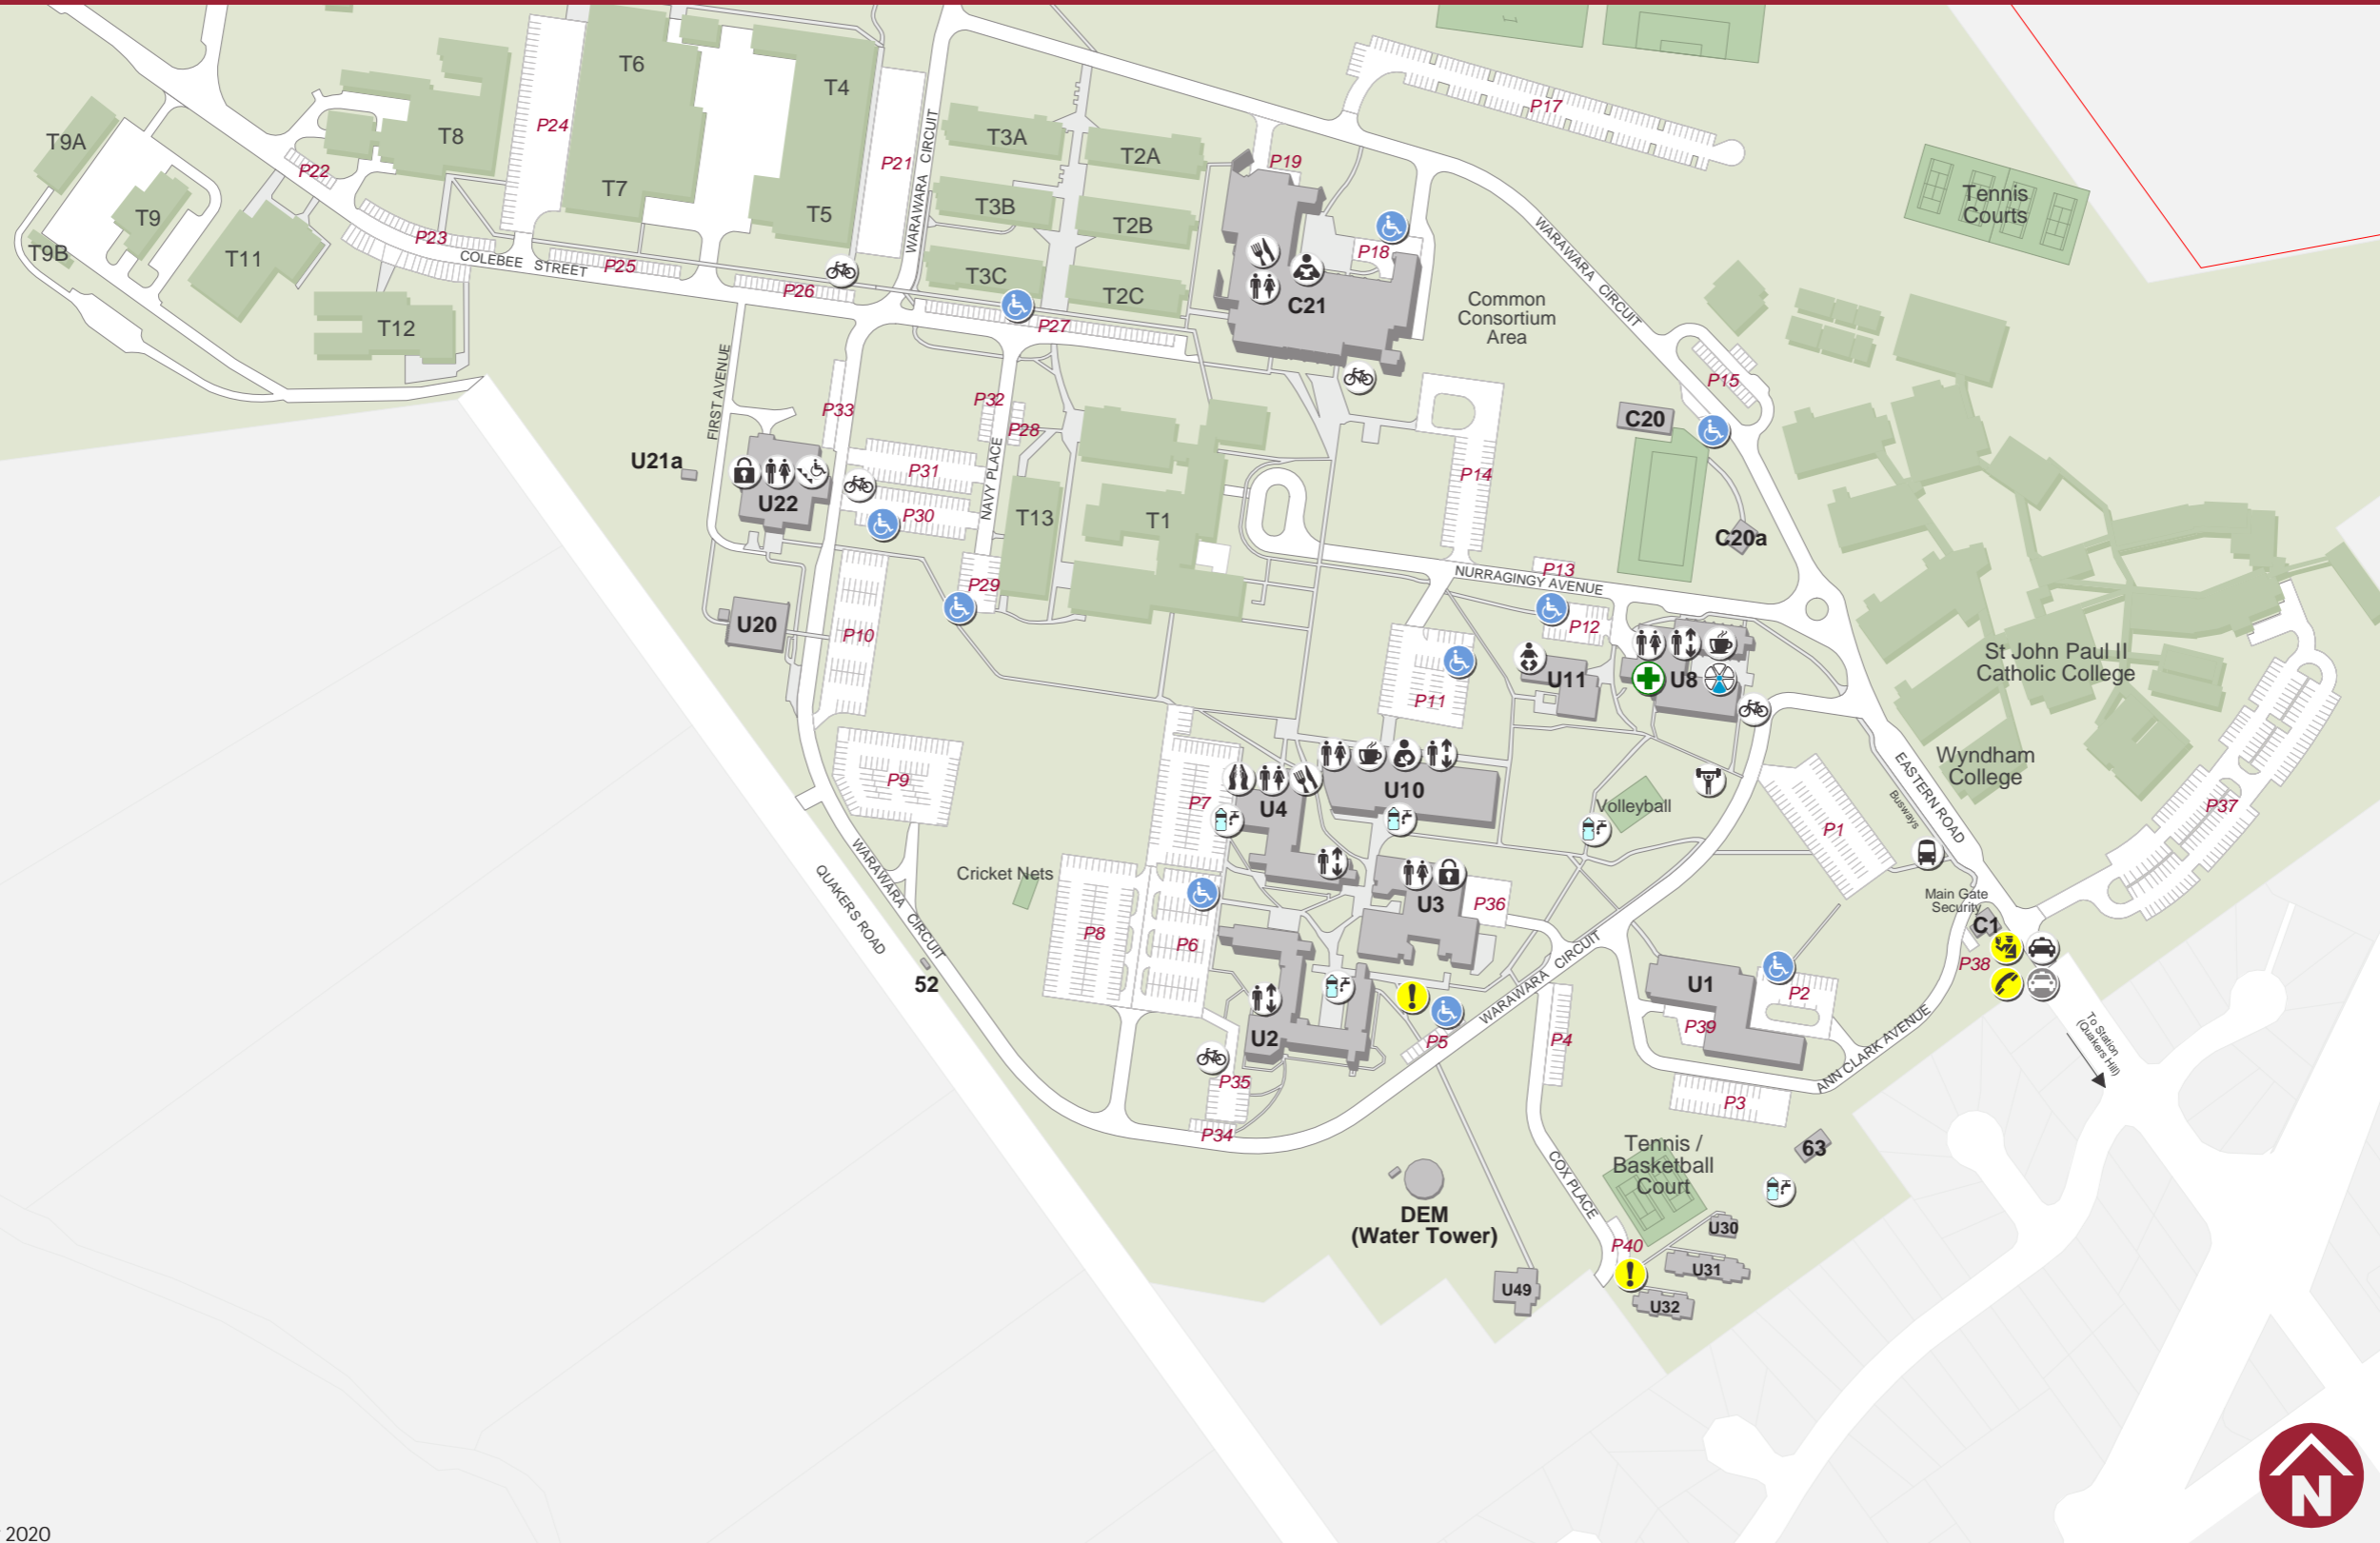 T6
T4
P17
P24
T8
T9A
P22
P21
WARAWARA CIRCUIT
T3A
T2A
P19
T7
T5
T3B
T2B
Tennis
Courts
T9
P23
T9B
T11
COLEBEE STREET
P25
P26
T3C
T2C
P27
P18
C21
WARAWARA CIRCUIT
Common
Consortium
Area
T12
FIRST AVENUE
P33
P32
P28
NAVY PLACE
P15
C20
U21a
U22
P31
P30
T13
T1
P14
C20a
P29
P13
NURRAGINGY AVENUE
P12
U20
P10
P11
U11
U8
St John Paul II
Catholic College
Wyndham
College
EASTERN ROAD
Busways
P37
P9
P7
U4
U10
Volleyball
P1
Cricket Nets
WARAWARA CIRCUIT
QUAKERS ROAD
P8
P6
U3
P36
Main Gate
Security
C1
P38
52
U2
P5
WARAWARA CIRCUIT
P4
U1
P2
P39
ANN CLARK AVENUE
To Station
(Quakers Hill)
P35
P34
P3
COX PLACE
Tennis /
Basketball
Court
63
DEM
(Water Tower)
U30
P40
U31
U49
U32
N
2020